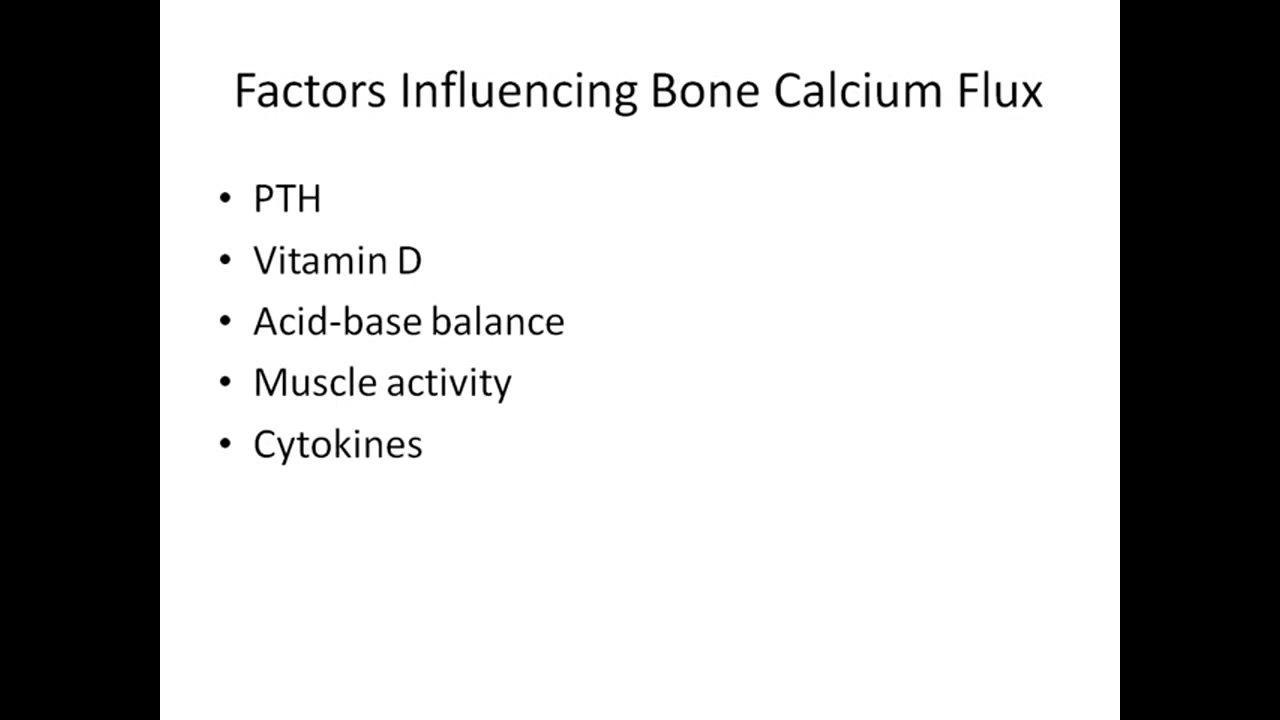 Factors Influencing Bone Calcium Flux
• PTH
• Vitamin D
• Acid-base balance
• Muscle activity
• Cytokines